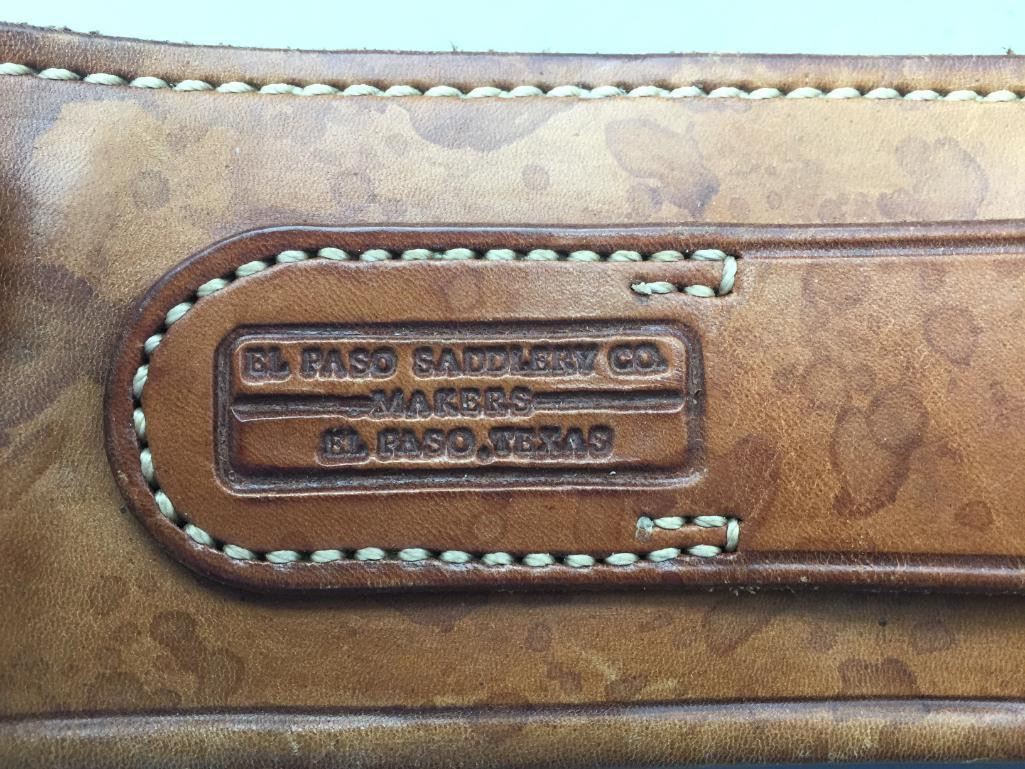 EL PASO SADDLERY CO.
MAKERS
EL PASO, TEXAS